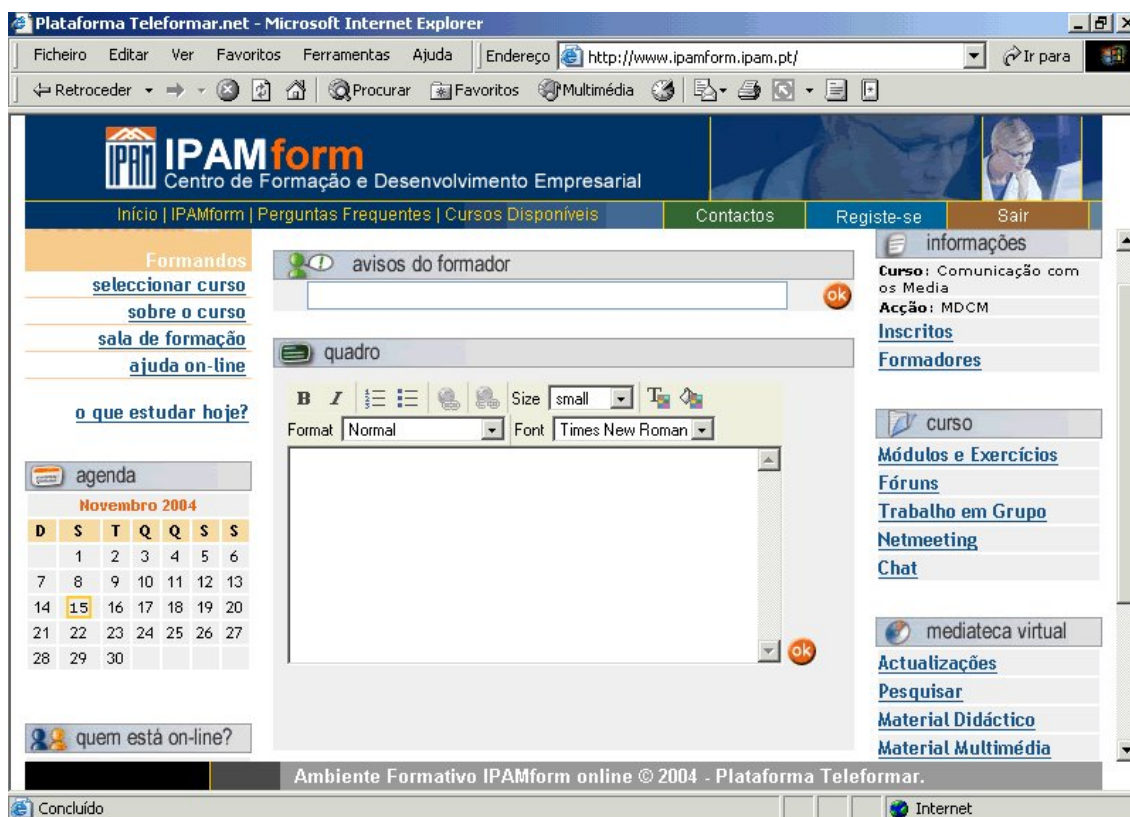 Plataforma Teleformar.net - Microsoft Internet Explorer
Ficheiro Editar Ver Favoritos Ferramentas Ajuda Endereço http://www.ipamform.ipam.pt/ Ir para
Retroceder Procurar Favoritos Multimédia
IPAM IPAMform
Centro de Formação e Desenvolvimento Empresarial
Início | IPAMform | Perguntas Frequentes | Cursos Disponíveis Contactos Registe-se Sair
Formandos
seleccionar curso
sobre o curso
sala de formação
ajuda on-line
o que estudar hoje?
agenda
Novembro 2004
D S T Q Q S S
1 2 3 4 5 6
7 8 9 10 11 12 13
14 15 16 17 18 19 20
21 22 23 24 25 26 27
28 29 30
quem está on-line?
avisos do formador
ok
quadro
B I Size small
Format Normal Font Times New Roman
ok
informações
Curso: Comunicação com
os Media
Acção: MDCM
Inscritos
Formadores
curso
Módulos e Exercícios
Fóruns
Trabalho em Grupo
Netmeeting
Chat
mediateca virtual
Actualizações
Pesquisar
Material Didáctico
Material Multimédia
Ambiente Formativo IPAMform online © 2004 - Plataforma Teleformar.
Concluído Internet